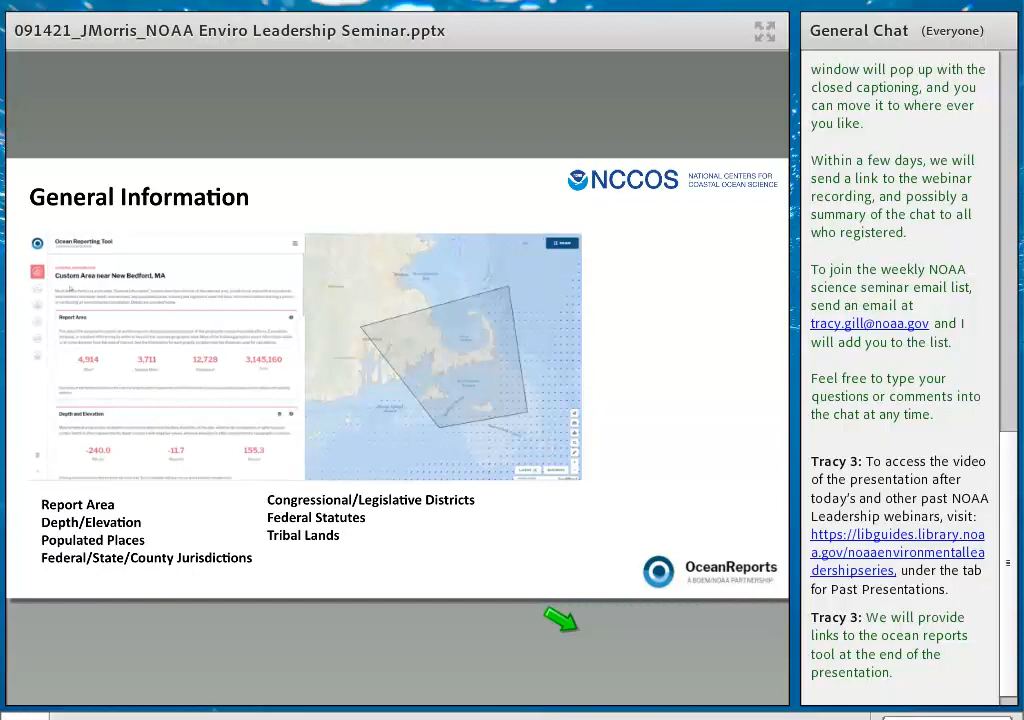 091421_JMorris_NOAA Enviro Leadership Seminar.pptx
General Information
NCCOS
NATIONAL CENTERS FOR
COASTAL OCEAN SCIENCE
Ocean Reporting Tool
Custom Area near New Bedford, MA
Report Area
4,914
3,711
12,728
3,145,160
Depth and Elevation
-240.0
-11.7
155.3
Report Area
Depth/Elevation
Populated Places
Federal/State/County Jurisdictions
Congressional/Legislative Districts
Federal Statutes
Tribal Lands
OceanReports
A BOEM/NOAA PARTNERSHIP
General Chat (Everyone)
window will pop up with the
closed captioning, and you
can move it to where ever
you like.
Within a few days, we will
send a link to the webinar
recording, and possibly a
summary of the chat to all
who registered.
To join the weekly NOAA
science seminar email list,
send an email at
tracy.gill@noaa.gov and I
will add you to the list.
Feel free to type your
questions or comments into
the chat at any time.
Tracy 3: To access the video
of the presentation after
today's and other past NOAA
Leadership webinars, visit:
https://libguides.library.noa
a.gov/noaaenvironmentallea
dershipseries, under the tab
for Past Presentations.
Tracy 3: We will provide
links to the ocean reports
tool at the end of the
presentation.